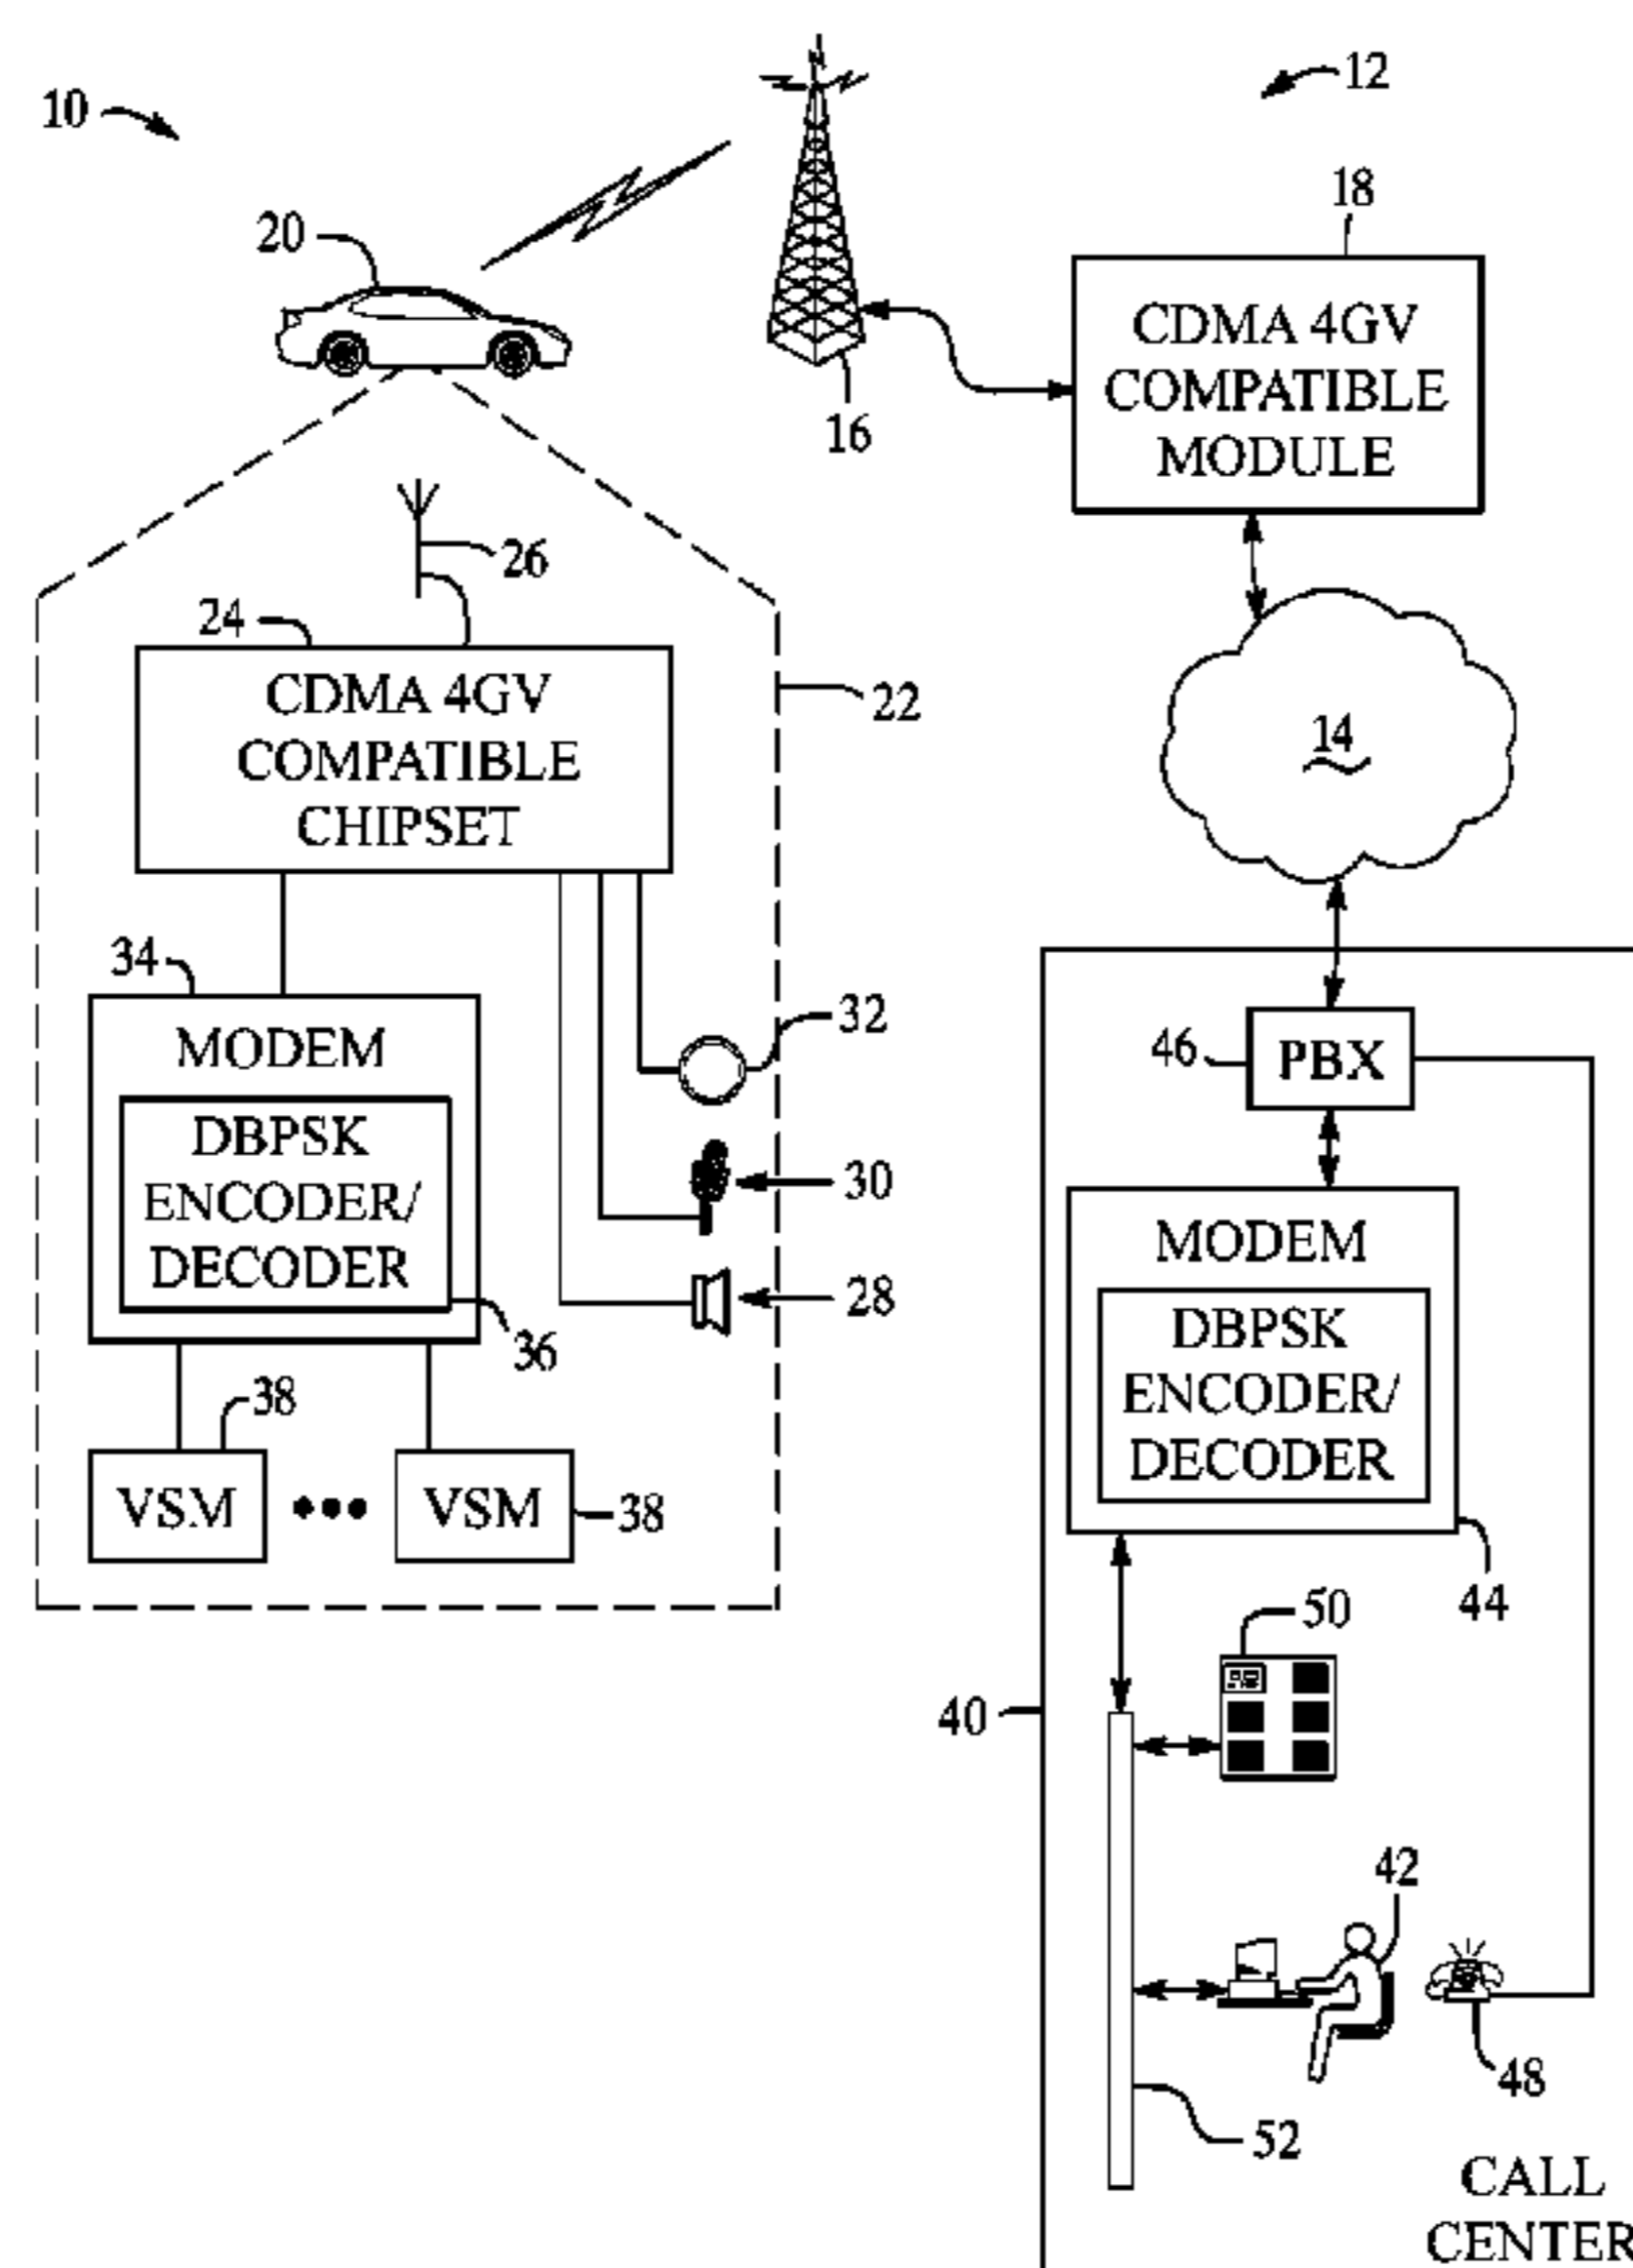 10
12
18
20
CDMA 4GV
COMPATIBLE
MODULE
16
26
24
CDMA 4GV
COMPATIBLE
CHIPSET
22
14
34
MODEM
32
46
PBX
DBPSK
ENCODER/
DECODER
30
28
36
MODEM
DBPSK
ENCODER/
DECODER
38
VSM
VSM
38
44
50
40
42
48
52
CALL
CENTER